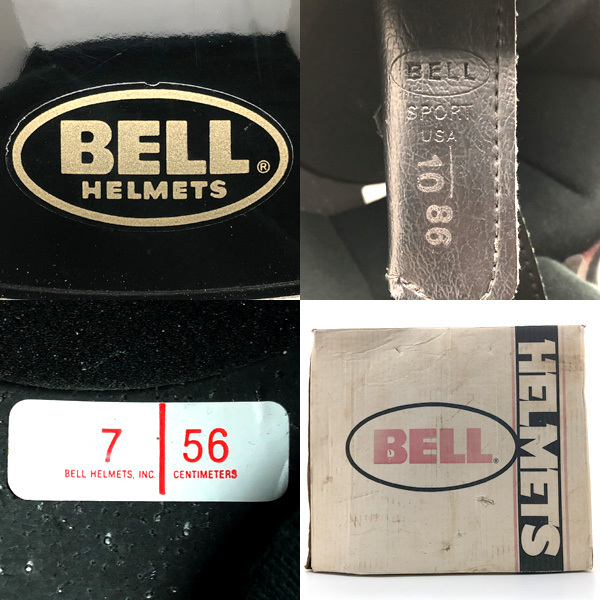 BELL®
HELMETS
BELL
SPORT
USA
10 86
7 56
BELL HELMETS, INC. CENTIMETERS
BELL®
HELMETS